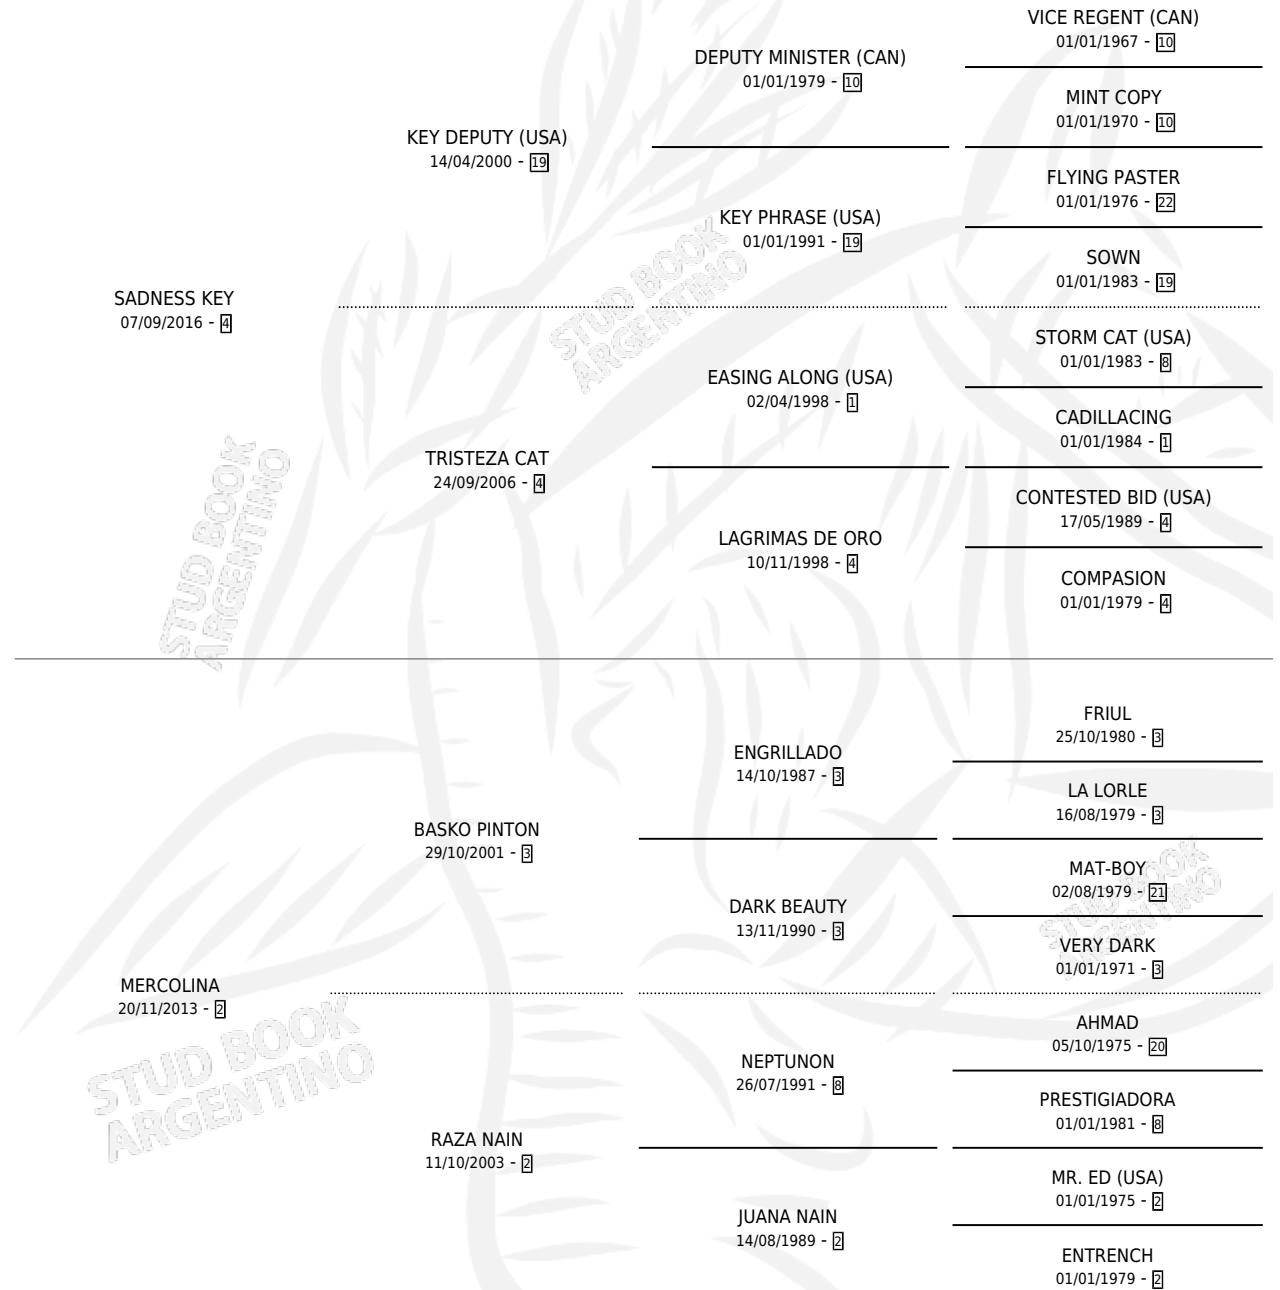 VICE REGENT (CAN)
01/01/1967 - 10
DEPUTY MINISTER (CAN)
01/01/1979 - 10
MINT COPY
01/01/1970 - 10
KEY DEPUTY (USA)
14/04/2000 - 19
FLYING PASTER
01/01/1976 - 22
KEY PHRASE (USA)
01/01/1991 - 19
SOWN
01/01/1983 - 19
SADNESS KEY
07/09/2016 - 4
STUD BOOK
ARGENTINO
STORM CAT (USA)
01/01/1983 - 8
EASING ALONG (USA)
02/04/1998 - 1
CADILLACING
01/01/1984 - 1
TRISTEZA CAT
24/09/2006 - 4
CONTESTED BID (USA)
17/05/1989 - 4
LAGRIMAS DE ORO
10/11/1998 - 4
COMPASION
01/01/1979 - 4
STUD BOOK
ARGENTINO
FRIUL
25/10/1980 - 3
ENGRILLADO
14/10/1987 - 3
LA LORLE
16/08/1979 - 3
BASKO PINTON
29/10/2001 - 3
MAT-BOY
02/08/1979 - 21
DARK BEAUTY
13/11/1990 - 3
VERY DARK
01/01/1971 - 3
STUD BOOK
ARGENTINO
MERCOLINA
20/11/2013 - 2
STUD BOOK
ARGENTINO
AHMAD
05/10/1975 - 20
NEPTUNON
26/07/1991 - 8
PRESTIGIADORA
01/01/1981 - 8
RAZA NAIN
11/10/2003 - 2
MR. ED (USA)
01/01/1975 - 2
JUANA NAIN
14/08/1989 - 2
ENTRENCH
01/01/1979 - 2